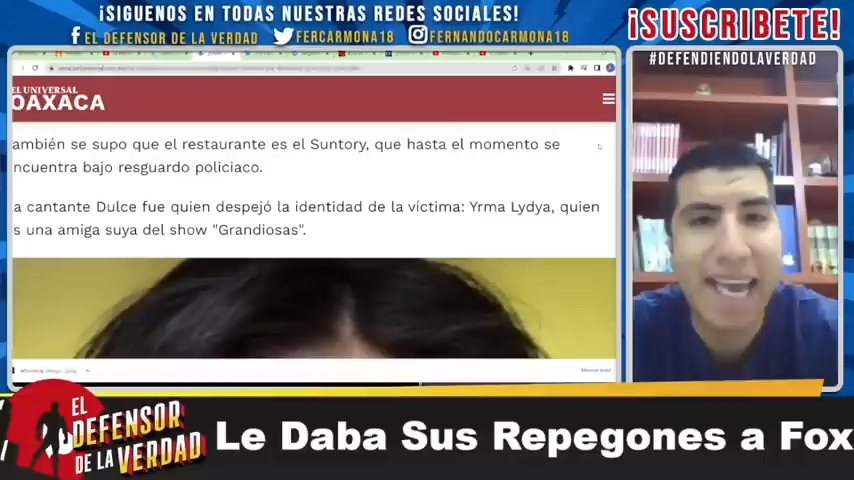 ¡SIGUENOS EN TODAS NUESTRAS REDES SOCIALES!
EL DEFENSOR DE LA VERDAD FERCARMONA18 FERNANDOCARMONA18
¡SUSCRIBETE!
#DEFENDIENDOLAVERDAD
EL UNIVERSAL
OAXACA
ambién se supo que el restaurante es el Suntory, que hasta el momento se
ncuentra bajo resguardo policiaco.
a cantante Dulce fue quien despejó la identidad de la víctima: Yrma Lydya, quien
s una amiga suya del show "Grandiosas".
EL
DEFENSOR
DE LA VERDAD
Le Daba Sus Repegones a Fox